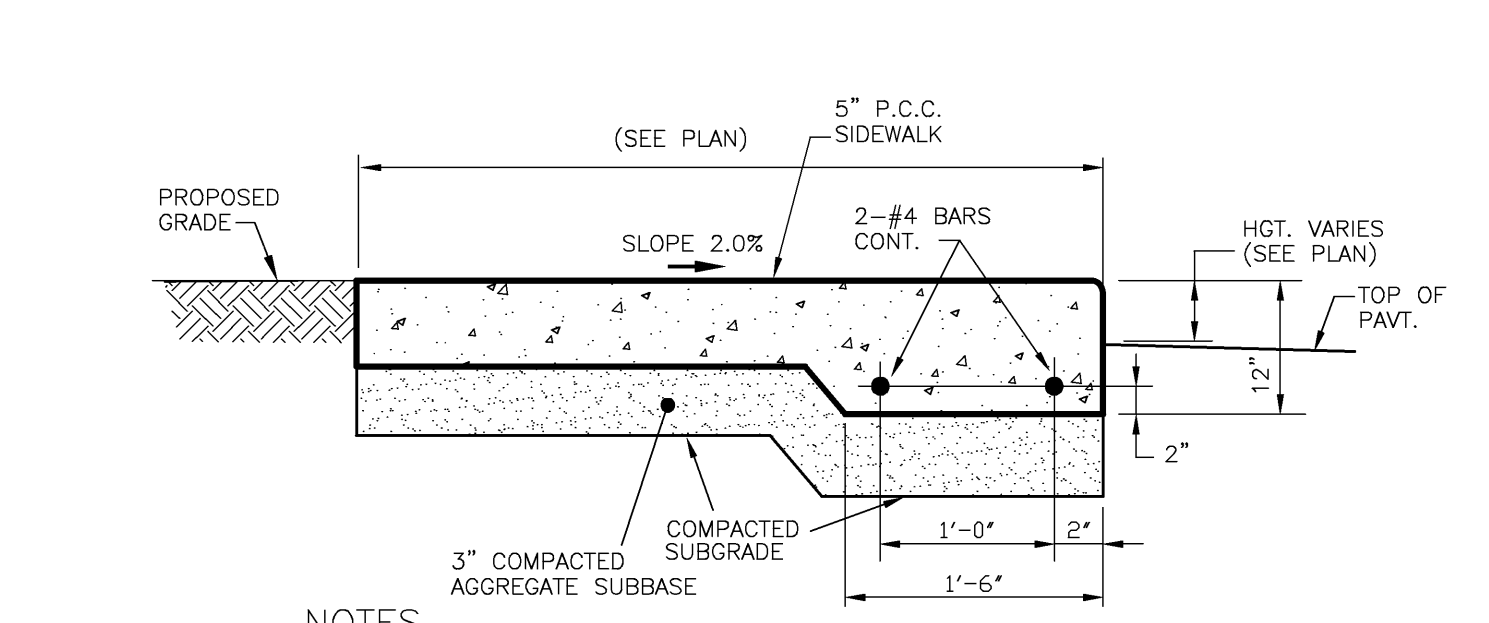 5” P.C.C.
SIDEWALK
(SEE PLAN)
PROPOSED
GRADE
2-#4 BARS
CONT.
SLOPE 2.0%
HGT. VARIES
(SEE PLAN)
TOP OF
PAVT.
12”
2”
COMPACTED
SUBGRADE
1’-0”
2”
3” COMPACTED
AGGREGATE SUBBASE
1’-6”
NOTES